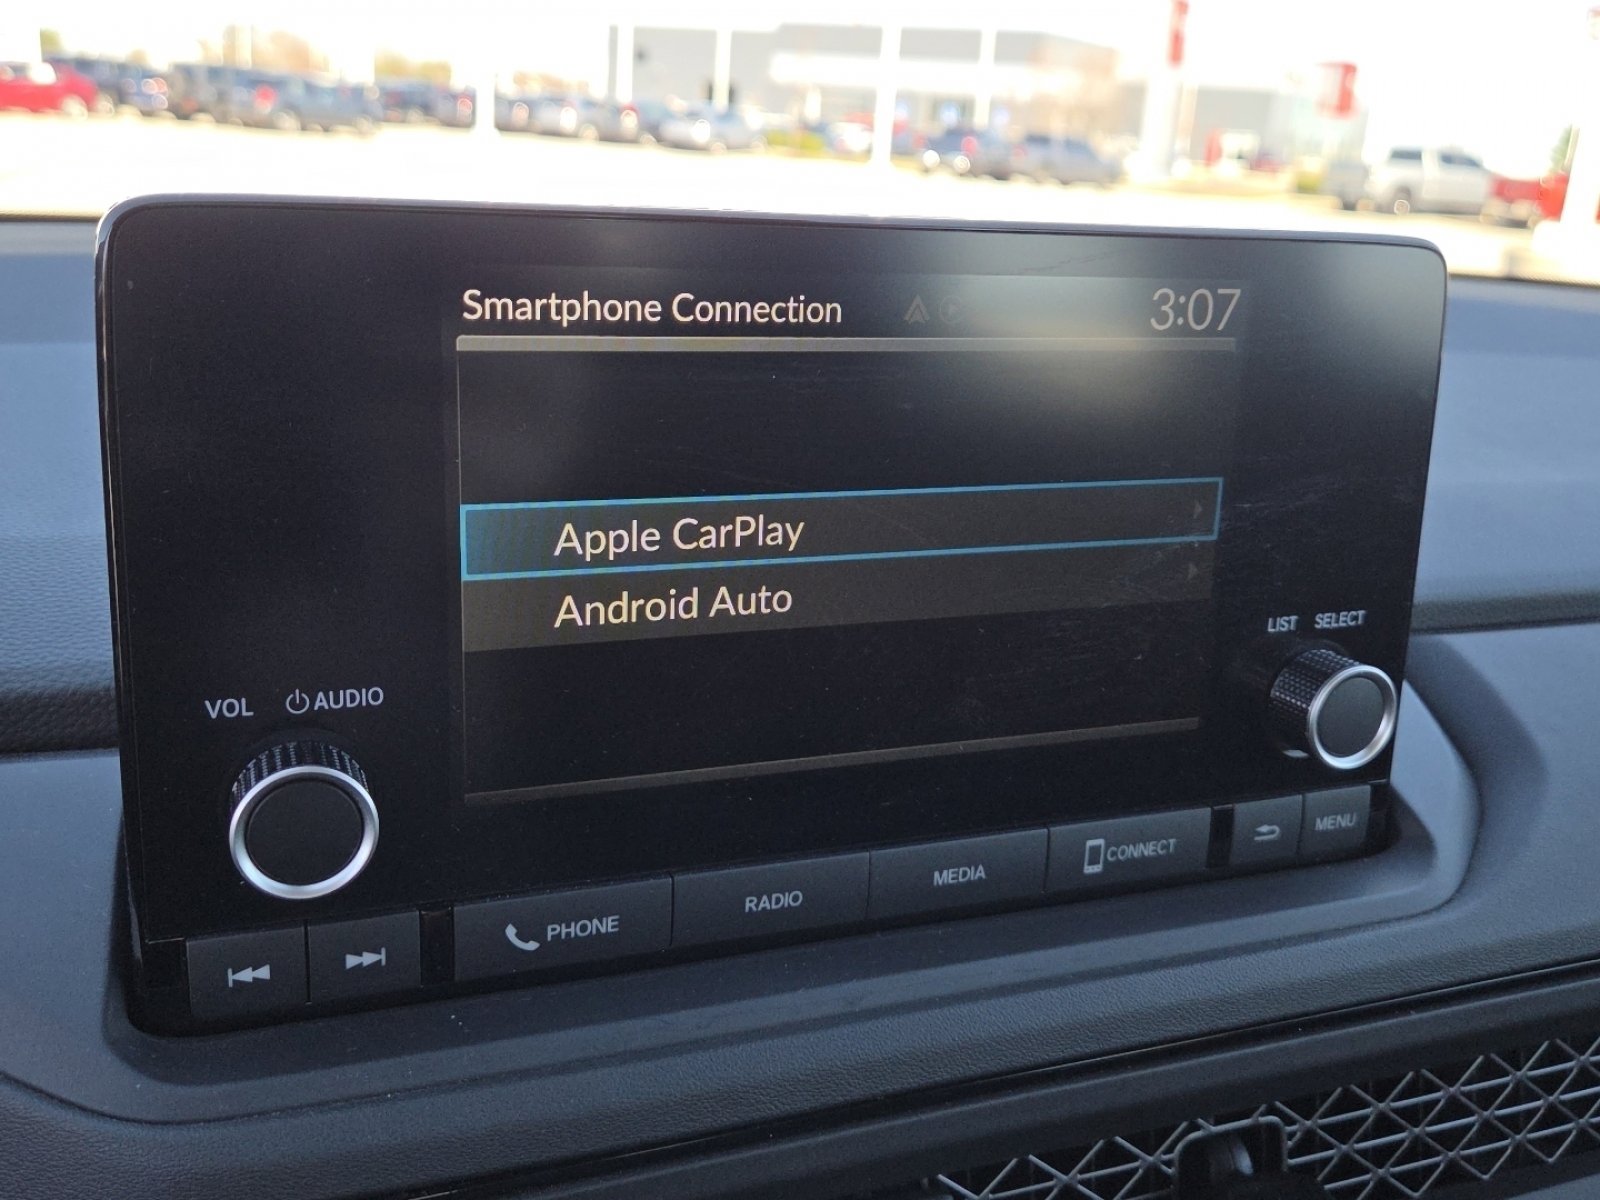 Smartphone Connection 3:07
Apple CarPlay
Android Auto
LIST SELECT
VOL AUDIO
PHONE RADIO MEDIA CONNECT MENU